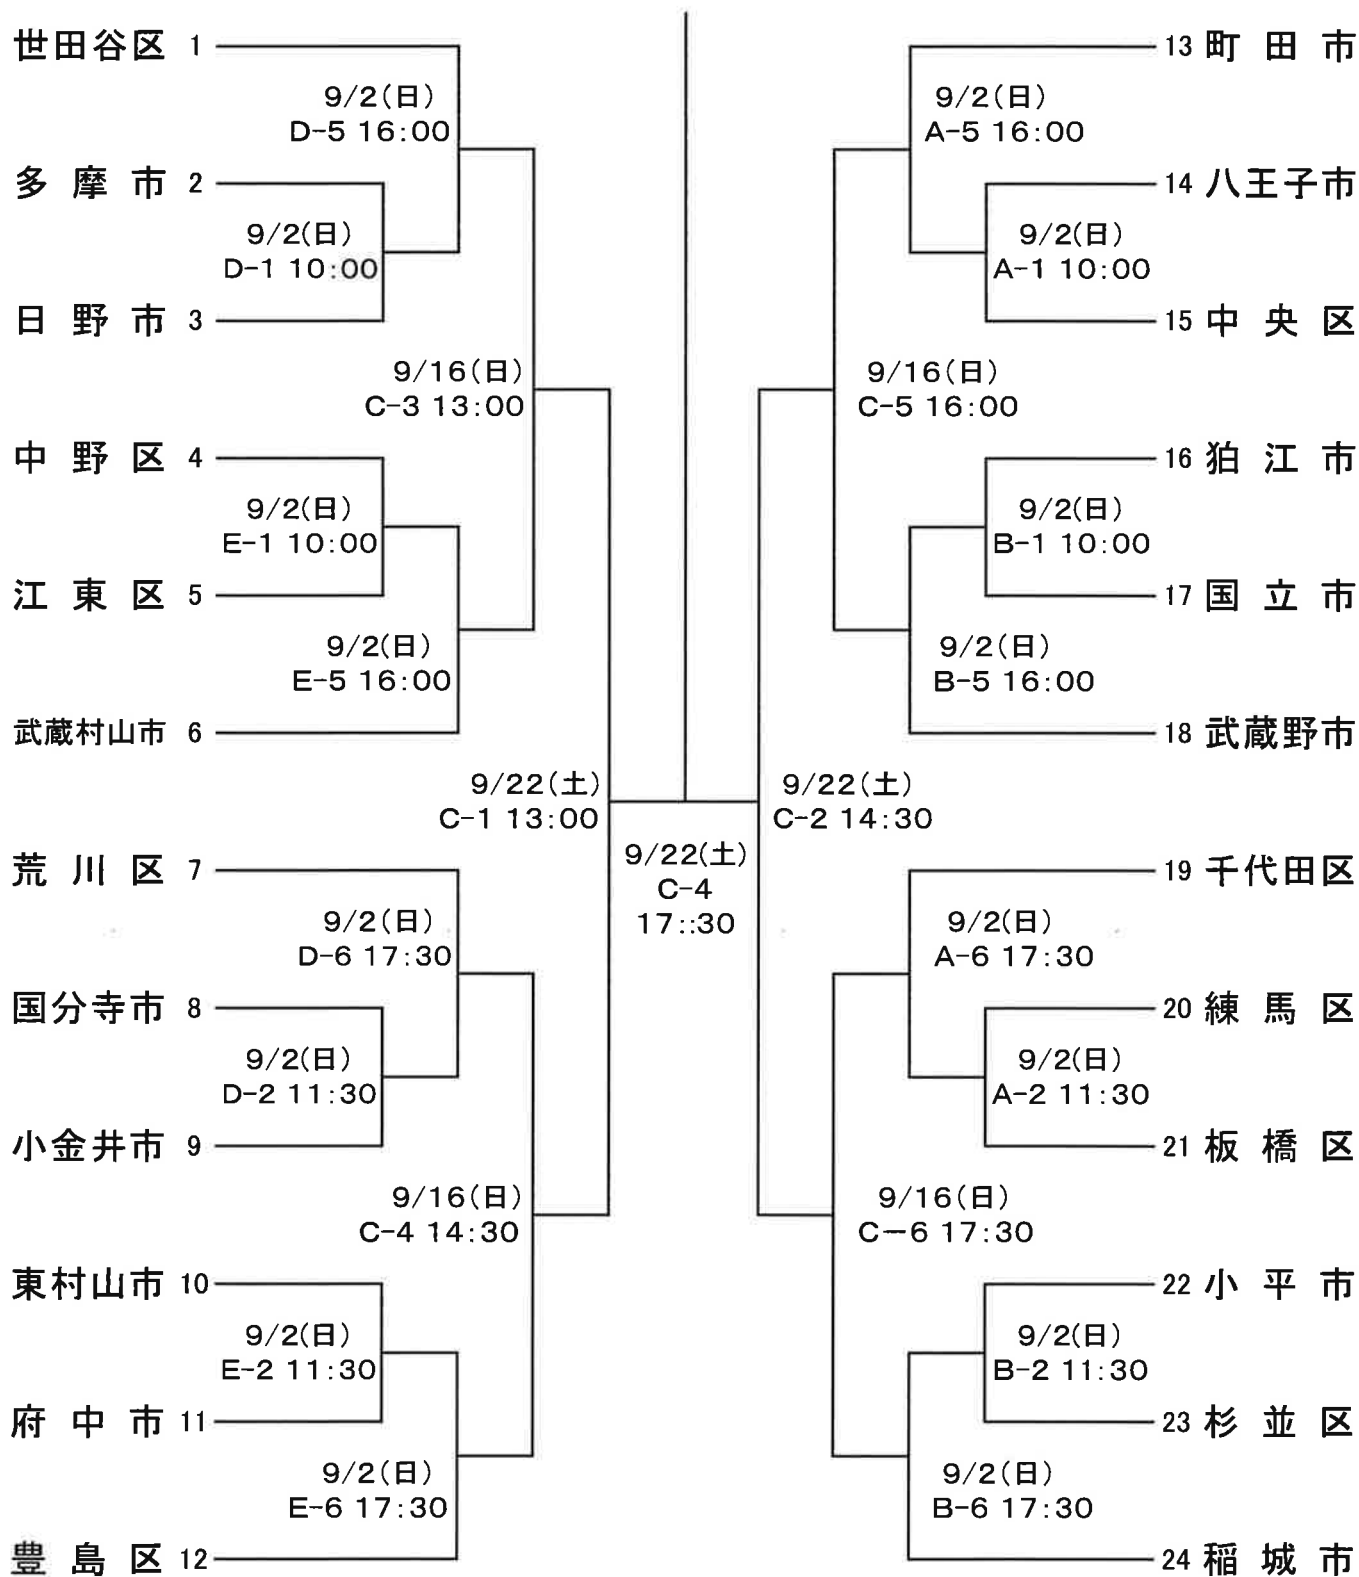 世田谷区 1
9/2(日)
D-5 16:00
多摩市 2
9/2(日)
D-1 10:00
日野市 3
9/16(日)
C-3 13:00
中野区 4
9/2(日)
E-1 10:00
江東区 5
9/2(日)
E-5 16:00
武蔵村山市 6
9/22(土)
C-1 13:00
荒川区 7
9/2(日)
D-6 17:30
国分寺市 8
9/2(日)
D-2 11:30
小金井市 9
9/16(日)
C-4 14:30
東村山市 10
9/2(日)
E-2 11:30
府中市 11
9/2(日)
E-6 17:30
豊島区 12
9/22(土)
C-4
17::30
13 町田市
9/2(日)
A-5 16:00
14 八王子市
9/2(日)
A-1 10:00
15 中央区
9/16(日)
C-5 16:00
16 狛江市
9/2(日)
B-1 10:00
17 国立市
9/2(日)
B-5 16:00
18 武蔵野市
9/22(土)
C-2 14:30
19 千代田区
9/2(日)
A-6 17:30
20 練馬区
9/2(日)
A-2 11:30
21 板橋区
9/16(日)
C-6 17:30
22 小平市
9/2(日)
B-2 11:30
23 杉並区
9/2(日)
B-6 17:30
24 稲城市